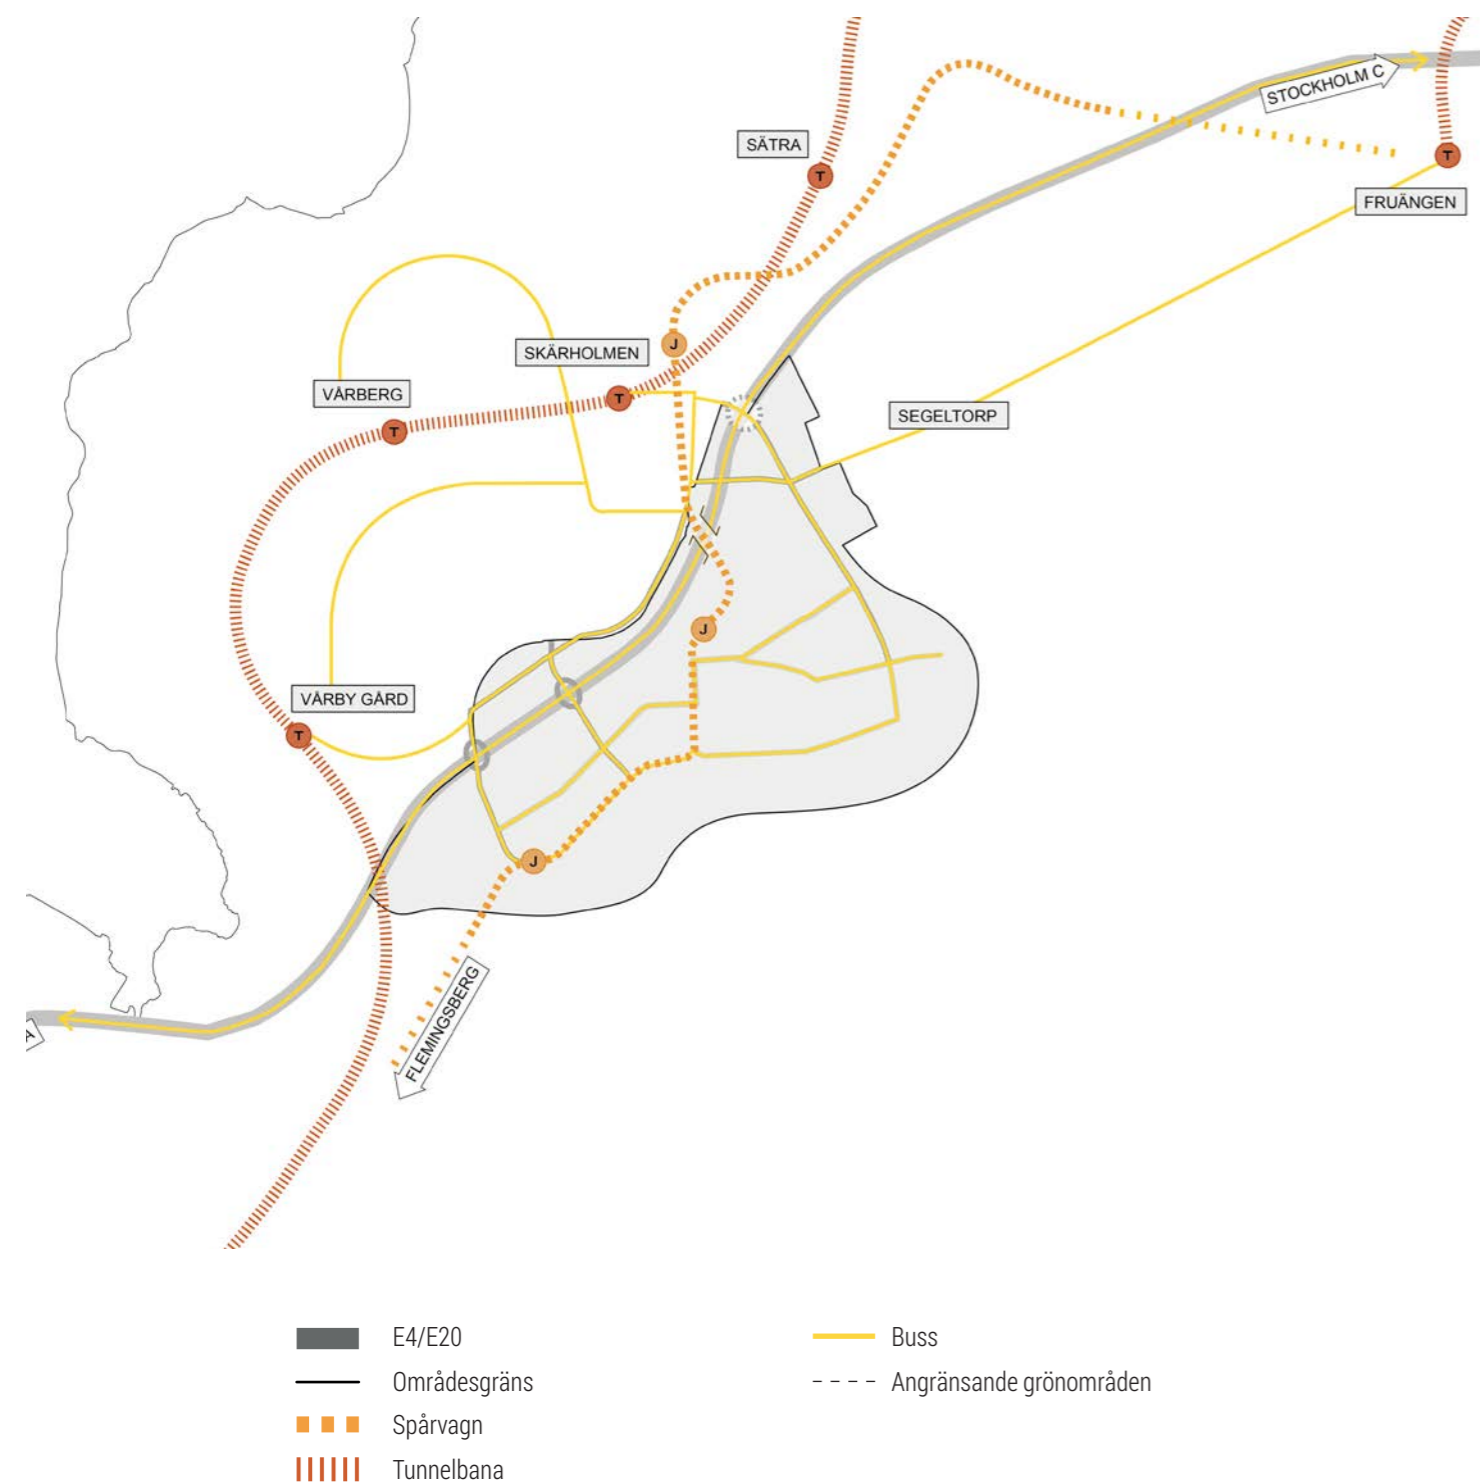 STOCKHOLM C
SÄTRA
T
T
FRUÄNGEN
J
SKÄRHOLMEN
VÅRBERG
T
SEGELTORP
T
J
VÅRBY GÅRD
T
J
FLEMINGSBERG
E4/E20
Områdesgräns
Spårvagn
Tunnelbana
Buss
Angränsande grönområden